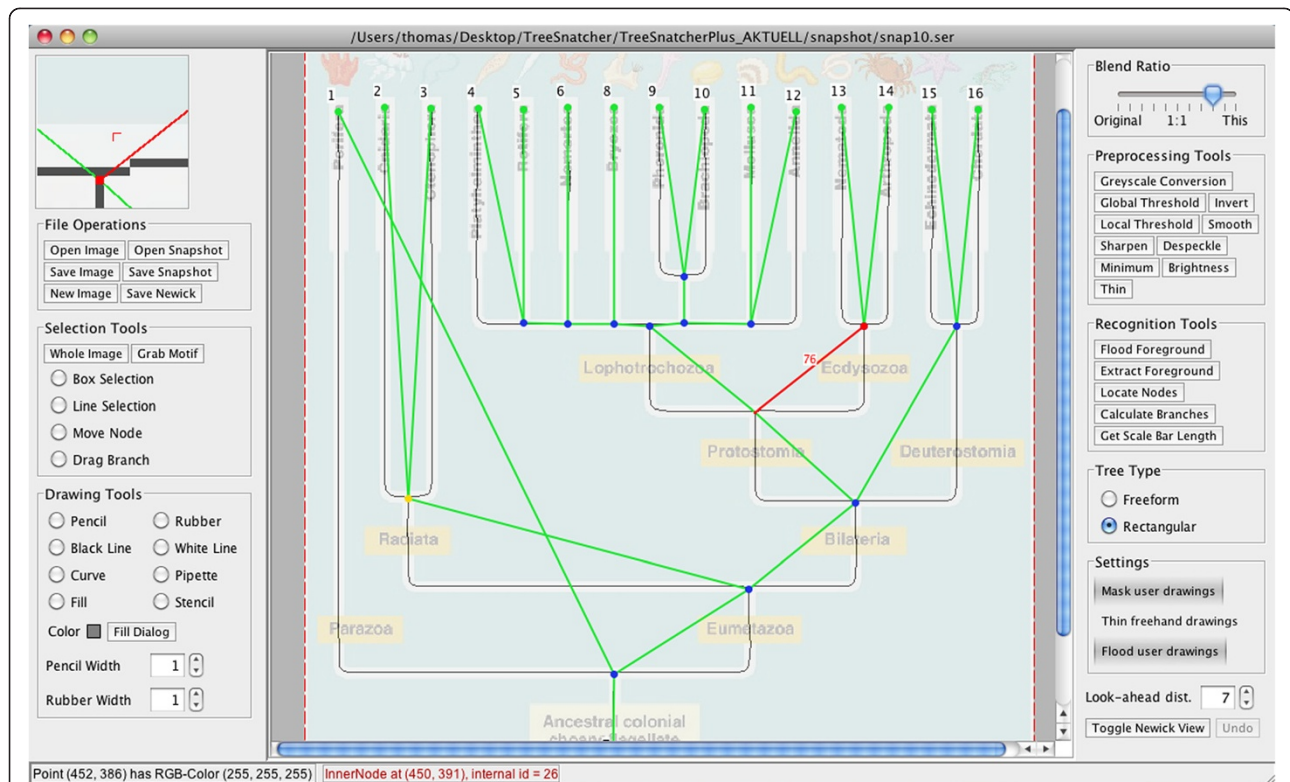 /Users/thomas/Desktop/TreeSnatcher/TreeSnatcherPlus_AKTUELL/snapshot/snap10.ser
File Operations
Open Image Open Snapshot
Save Image Save Snapshot
New Image Save Newick
Selection Tools
Whole Image Grab Motif
Box Selection
Line Selection
Move Node
Drag Branch
Drawing Tools
Pencil Rubber
Black Line White Line
Curve Pipette
Fill Stencil
Color Fill Dialog
Pencil Width 1
Rubber Width 1
1 2 3 4 5 6 8 9 10 11 12 13 14 15 16
Porifera
Cnidaria
Ctenophora
Platyhelminthes
Rotifera
Nemertea
Bryozoa
Phoronida
Brachiopoda
Mollusca
Annelida
Nematoda
Arthropoda
Echinodermata
Chordata
76
Lophotrochozoa Ecdysozoa
Protostomia Deuterostomia
Radiata Bilateria
Parazoa Eumetazoa
Ancestral colonial
choanoflagellate
Blend Ratio
Original 1:1 This
Preprocessing Tools
Greyscale Conversion
Global Threshold Invert
Local Threshold Smooth
Sharpen Despeckle
Minimum Brightness
Thin
Recognition Tools
Flood Foreground
Extract Foreground
Locate Nodes
Calculate Branches
Get Scale Bar Length
Tree Type
Freeform
Rectangular
Settings
Mask user drawings
Thin freehand drawings
Flood user drawings
Look-ahead dist. 7
Toggle Newick View Undo
Point (452, 386) has RGB-Color (255, 255, 255) InnerNode at (450, 391), internal id = 26